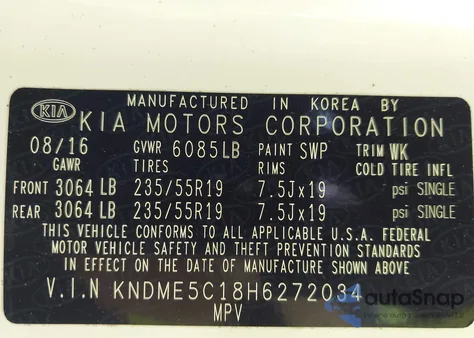 MANUFACTURED IN KOREA BY
KIA KIA MOTORS CORPORATION
08/16 GVWR 6085LB PAINT SWP TRIM WK
GAWR TIRES RIMS COLD TIRE INFL
FRONT 3064 LB 235/55R19 7.5Jx19 psi SINGLE
REAR 3064 LB 235/55R19 7.5Jx19 psi SINGLE
THIS VEHICLE CONFORMS TO ALL APPLICABLE U.S.A. FEDERAL
MOTOR VEHICLE SAFETY AND THEFT PREVENTION STANDARDS
IN EFFECT ON THE DATE OF MANUFACTURE SHOWN ABOVE
V.I.N KNDME5C18H6272034
MPV
autoSnap